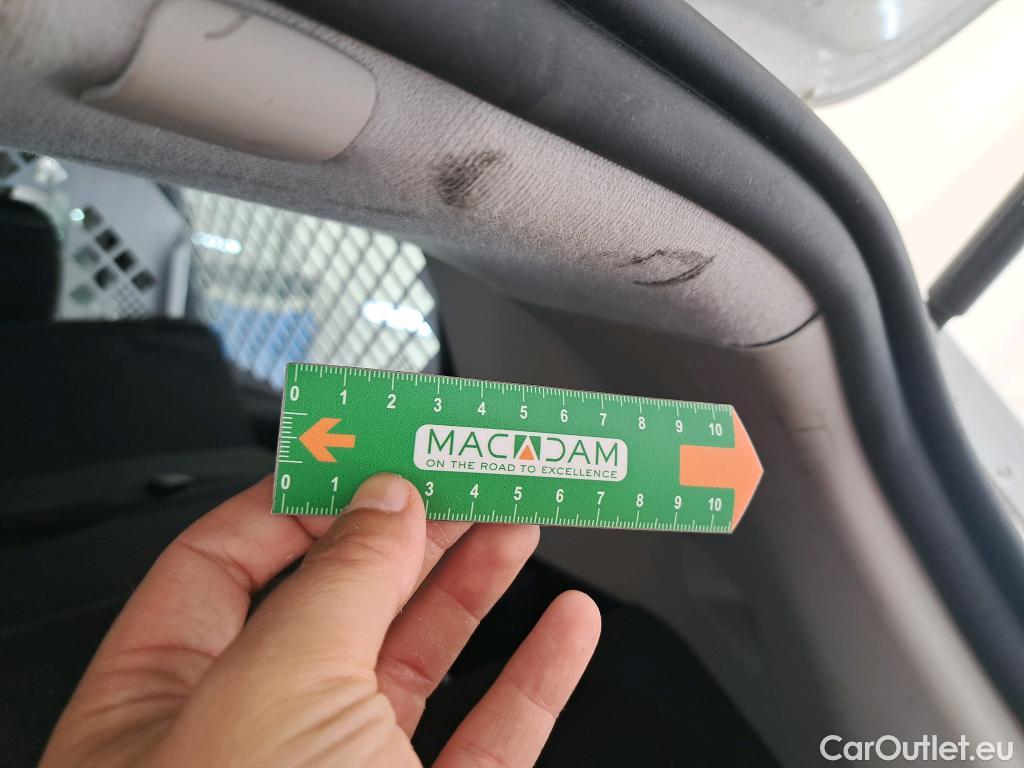 0 1 2 3 4 5 6 7 8 9 10
MACADAM
ON THE ROAD TO EXCELLENCE
0 1 3 4 5 6 7 8 9 10
CarOutlet.eu